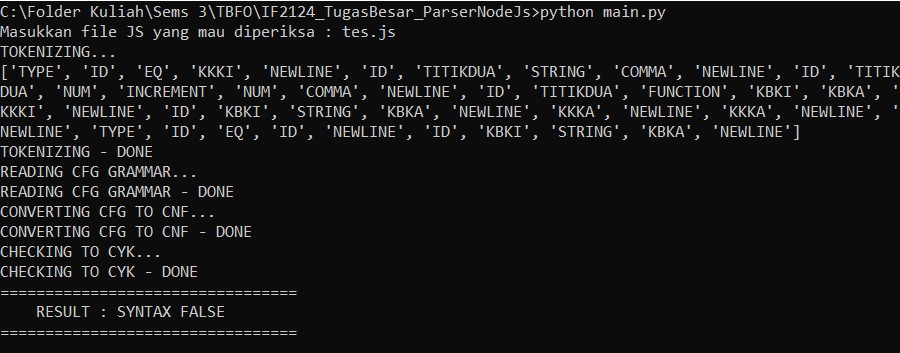 C:\Folder Kuliah\Sems 3\TBFO\IF2124_TugasBesar_ParserNodeJs>python main.py
Masukkan file JS yang mau diperiksa : tes.js
TOKENIZING...
['TYPE', 'ID', 'EQ', 'KKKI', 'NEWLINE', 'ID', 'TITIKDUA', 'STRING', 'COMMA', 'NEWLINE', 'ID', 'TITIK
DUA', 'NUM', 'INCREMENT', 'NUM', 'COMMA', 'NEWLINE', 'ID', 'TITIKDUA', 'FUNCTION', 'KBKI', 'KBKA', '
KKKI', 'NEWLINE', 'ID', 'KBKI', 'STRING', 'KBKA', 'NEWLINE', 'KKKA', 'NEWLINE', 'KKKA', 'NEWLINE', '
NEWLINE', 'TYPE', 'ID', 'EQ', 'ID', 'NEWLINE', 'ID', 'KBKI', 'STRING', 'KBKA', 'NEWLINE']
TOKENIZING - DONE
READING CFG GRAMMAR...
READING CFG GRAMMAR - DONE
CONVERTING CFG TO CNF...
CONVERTING CFG TO CNF - DONE
CHECKING TO CYK...
CHECKING TO CYK - DONE
=================================
    RESULT : SYNTAX FALSE
=================================